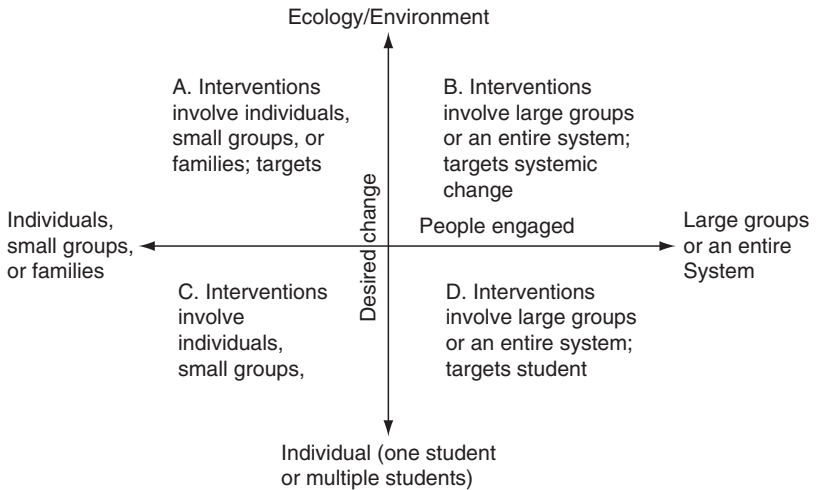 Ecology/Environment
A. Interventions
involve individuals,
small groups, or
families; targets
B. Interventions
involve large groups
or an entire system;
targets systemic
change
Individuals,
small groups,
or families
Desired change
People engaged
Large groups
or an entire
System
C. Interventions
involve
individuals,
small groups,
D. Interventions
involve large groups
or an entire system;
targets student
Individual (one student
or multiple students)